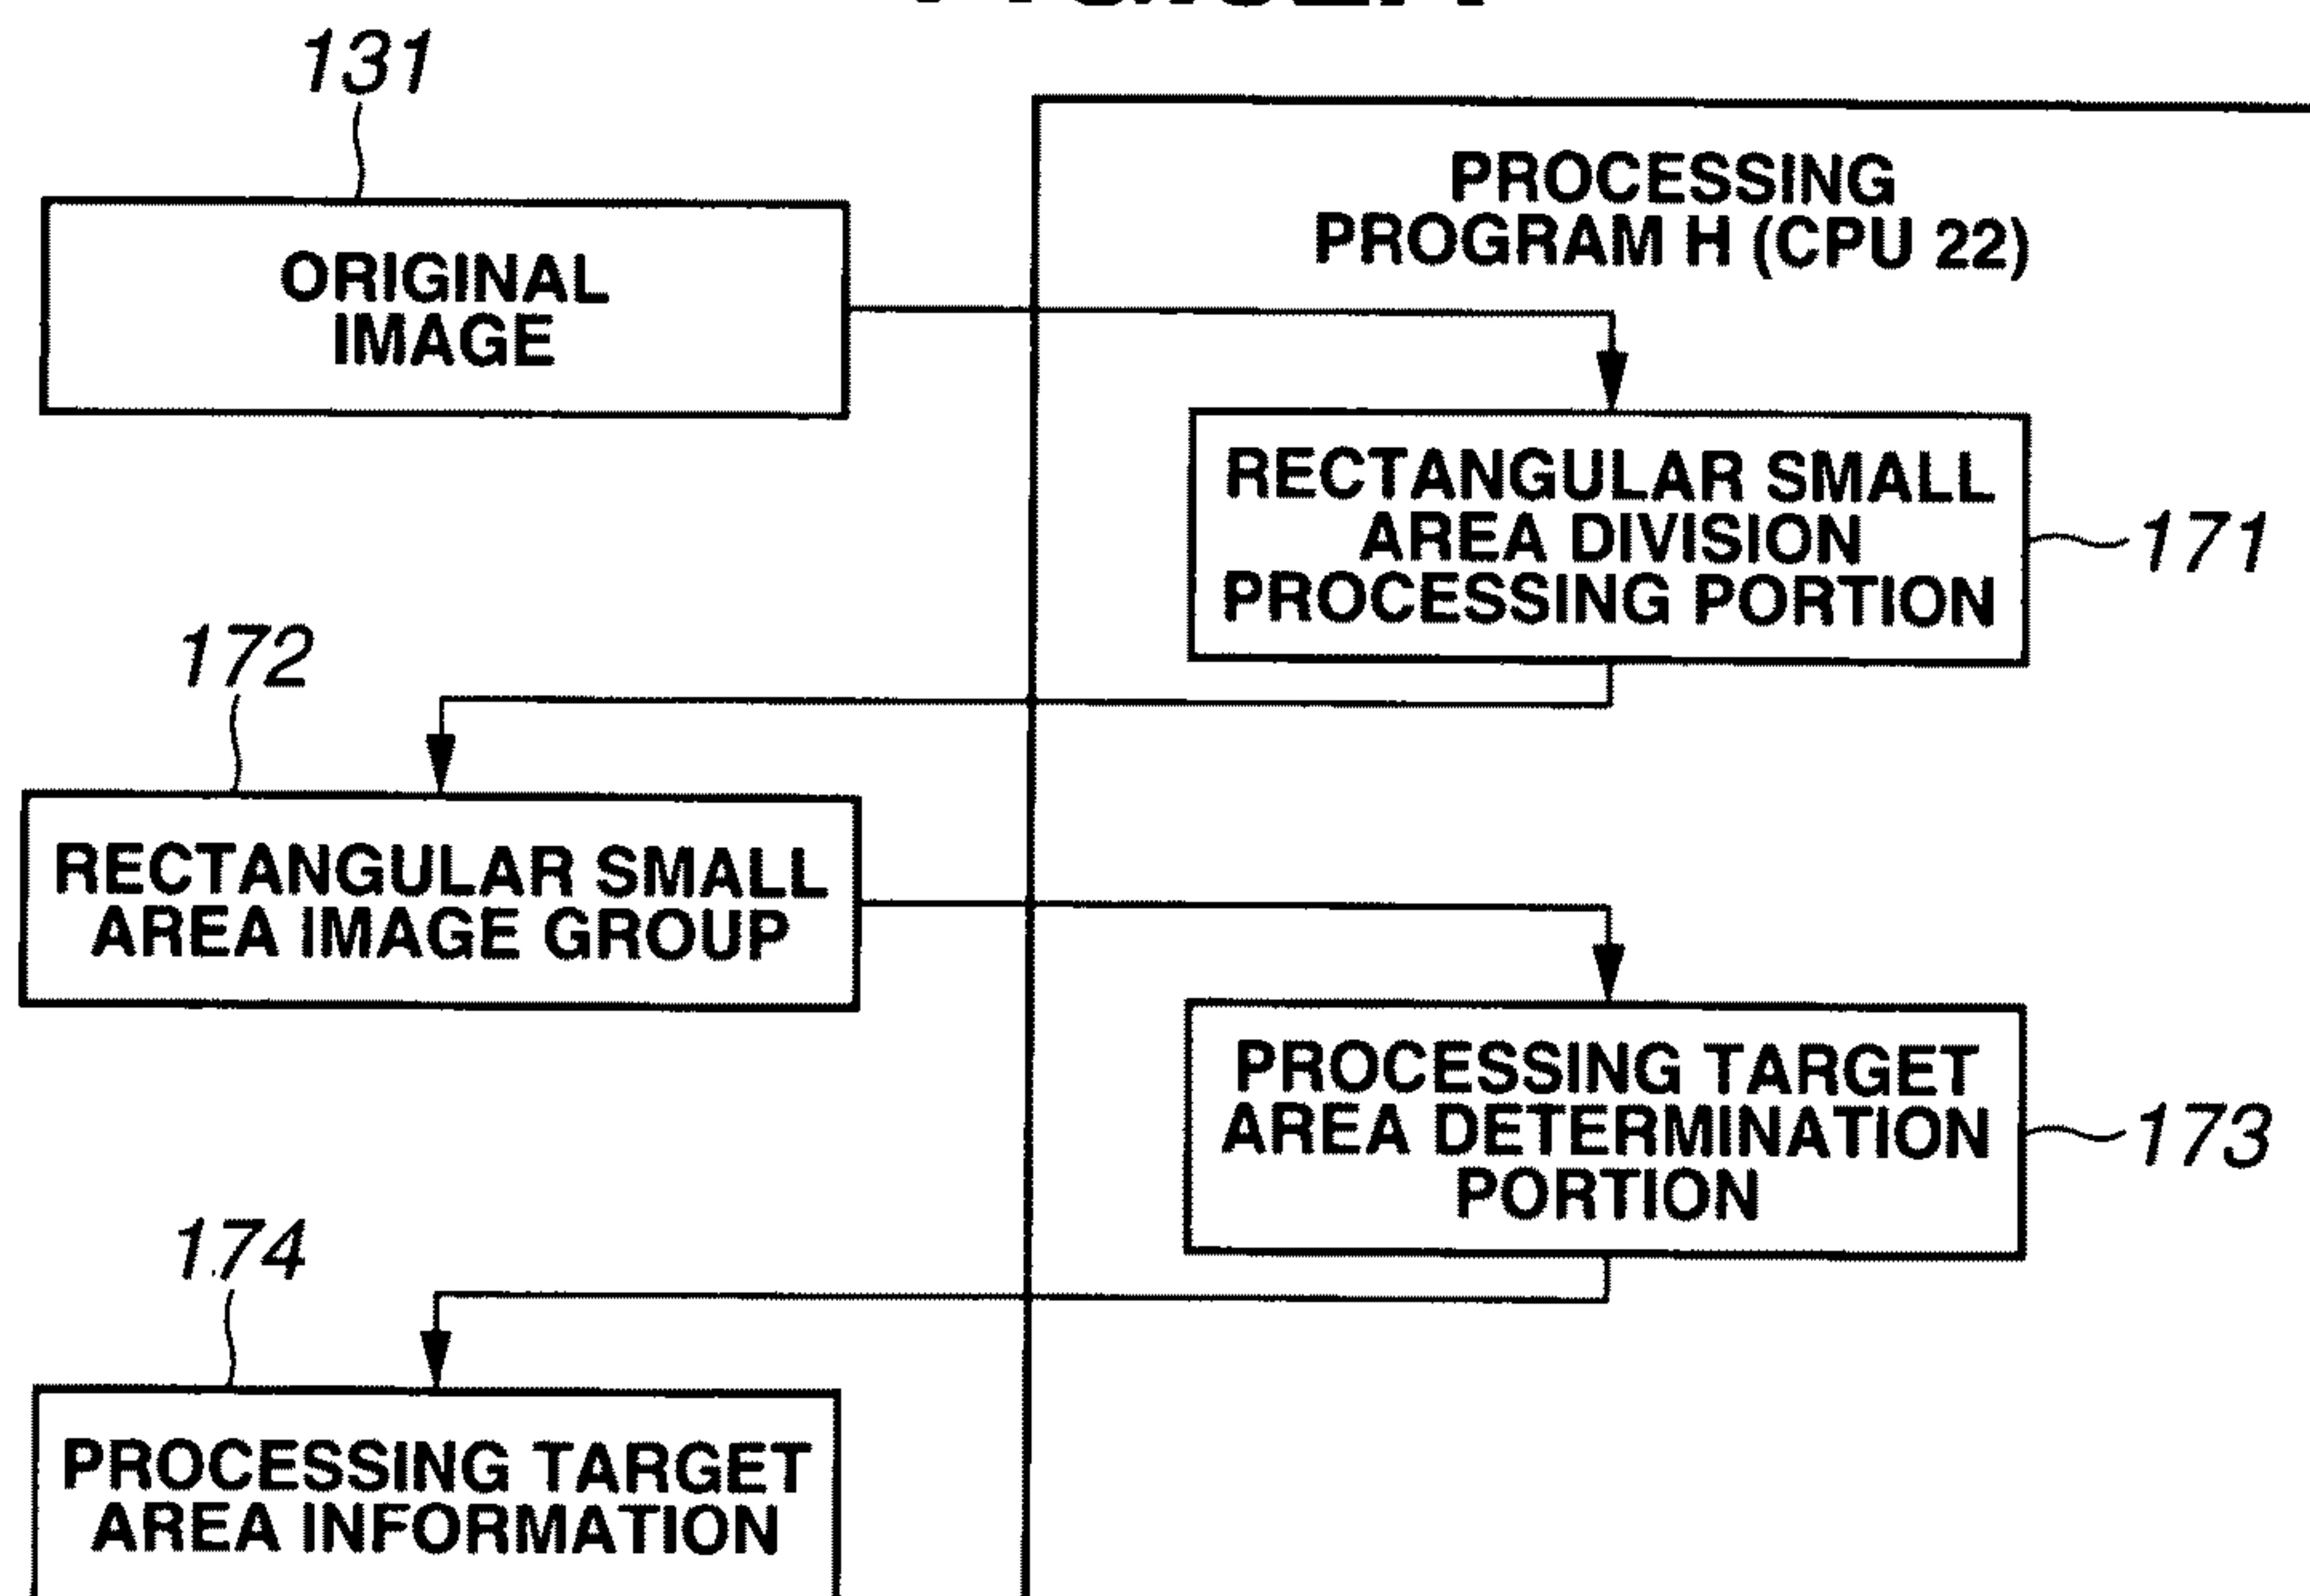 131
PROCESSING
PROGRAM H (CPU 22)
ORIGINAL
IMAGE
RECTANGULAR SMALL
AREA DIVISION
PROCESSING PORTION
171
172
RECTANGULAR SMALL
AREA IMAGE GROUP
PROCESSING TARGET
AREA DETERMINATION
PORTION
173
174
PROCESSING TARGET
AREA INFORMATION